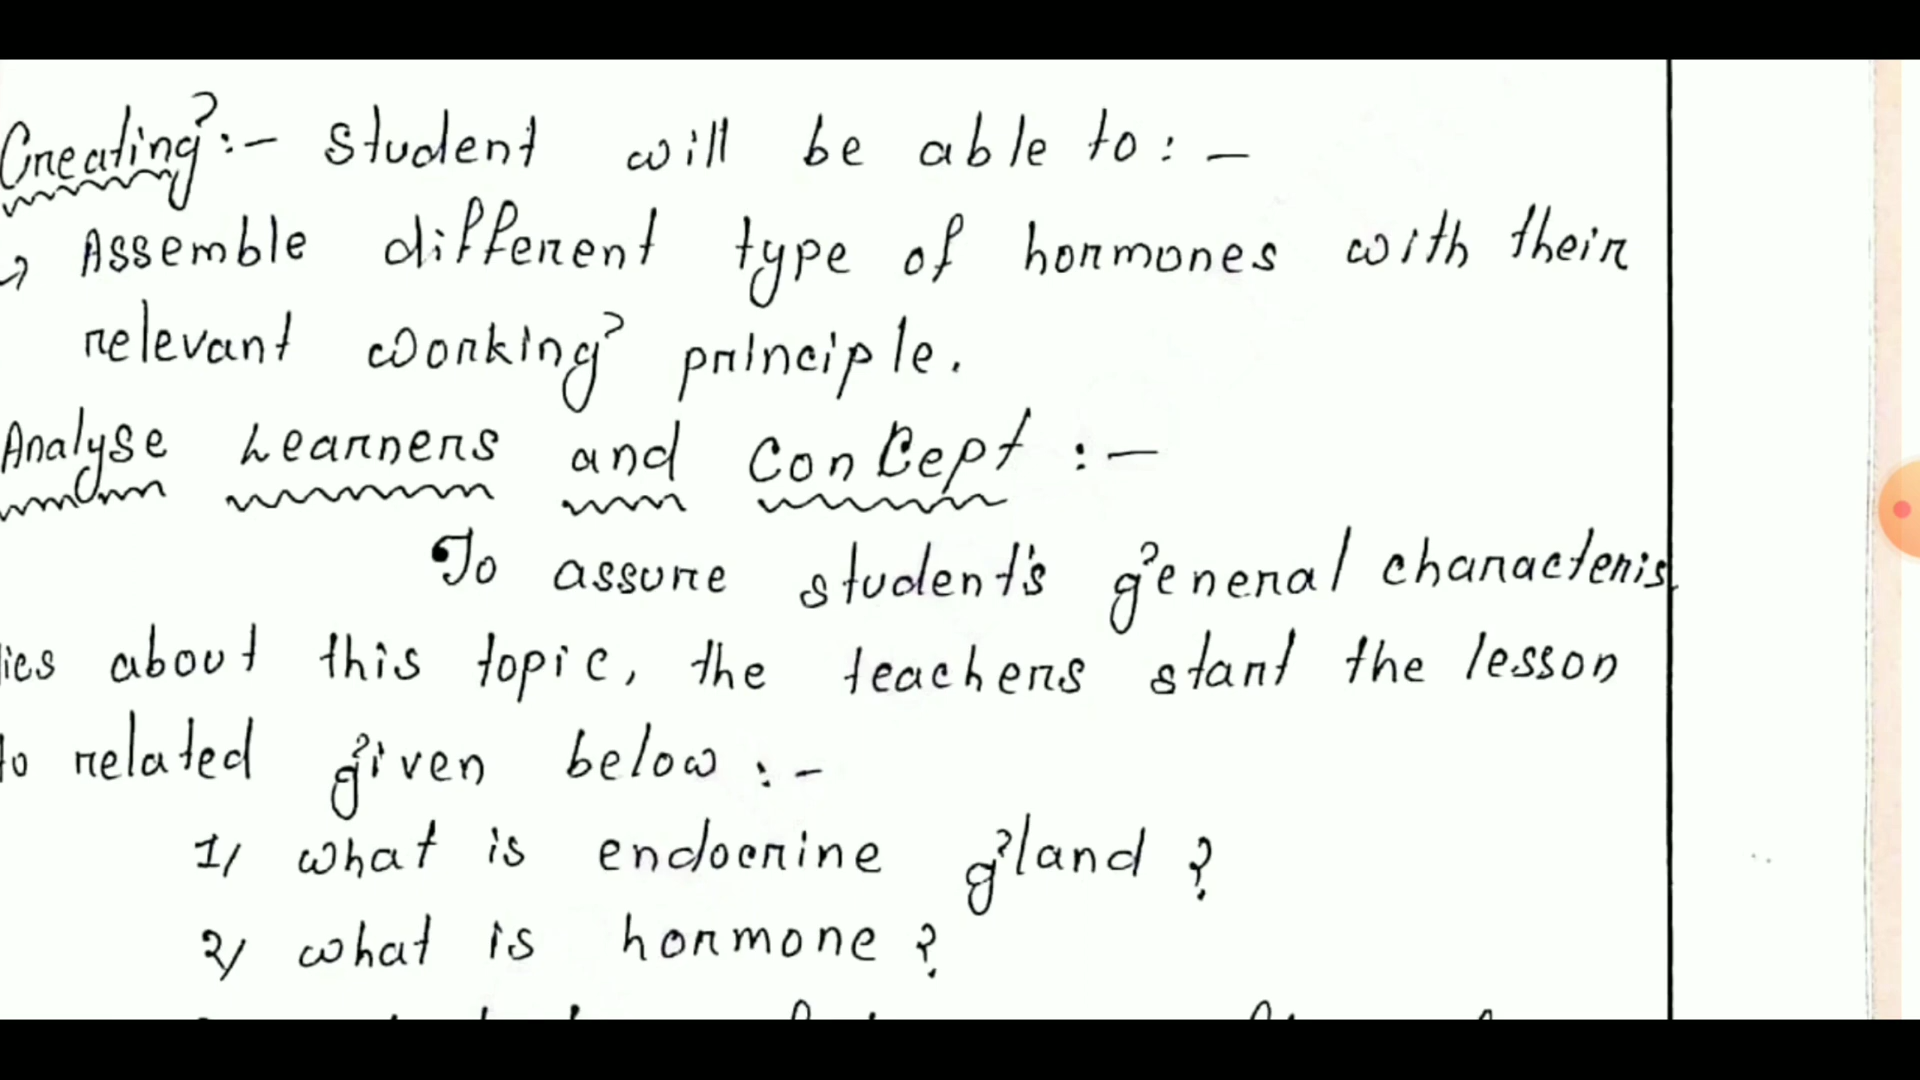 Creating :- Student will be able to :-
→ Assemble different type of hormones with their
relevant working principle.
Analyse Learners and Concept :-
To assure student's general characteris
tics about this topic, the teachers start the lesson
to related given below :-
1/ what is endocrine gland ?
2/ what is hormone ?